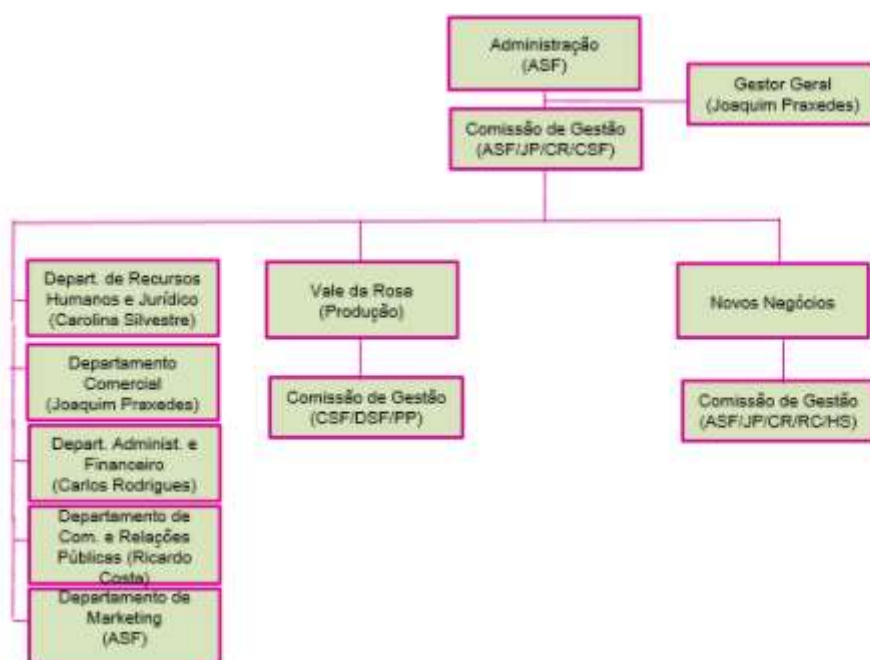 Administração
(ASF)
Gestor Geral
(Joaquim Praxedes)
Comissão de Gestão
(ASF/JP/CR/CSF)
Depart. de Recursos
Humanos e Jurídico
(Carolina Silvestre)
Departamento
Comercial
(Joaquim Praxedes)
Depart. Administ. e
Financeiro
(Carlos Rodrigues)
Departamento de
Com. e Relações
Públicas (Ricardo
Costa)
Departamento de
Marketing
(ASF)
Vale da Rosa
(Produção)
Comissão de Gestão
(CSF/DSF/PP)
Novos Negócios
Comissão de Gestão
(ASF/JP/CR/RC/HS)